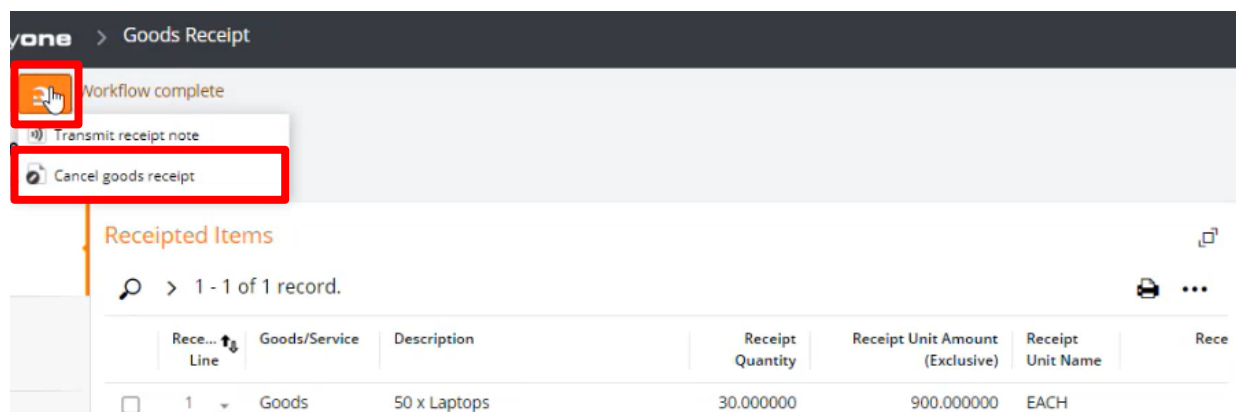 yone > Goods Receipt
Workflow complete
Transmit receipt note
Cancel goods receipt
Receipted Items
> 1 - 1 of 1 record.
Rece... Line Goods/Service Description Receipt Quantity Receipt Unit Amount (Exclusive) Receipt Unit Name Rece
1 Goods 50 x Laptops 30.000000 900.000000 EACH